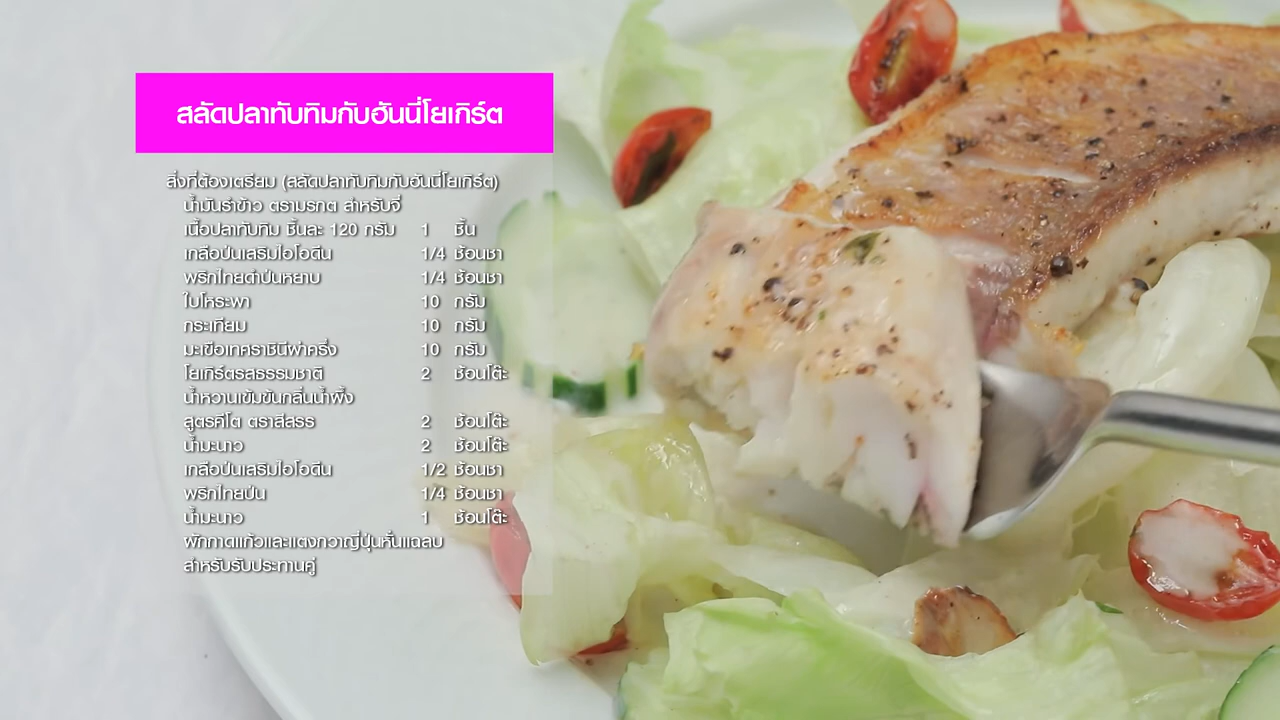 สลัดปลาทับทิมกับฮันนี่โยเกิร์ต
สิ่งที่ต้องเตรียม (สลัดปลาทับทิมกับฮันนี่โยเกิร์ต)
น้ำมันรำข้าว ตรามรกต สำหรับจี่
เนื้อปลาทับทิม ชิ้นละ 120 กรัม 1 ชิ้น
เกลือป่นเสริมไอโอดีน 1/4 ช้อนชา
พริกไทยดำป่นหยาบ 1/4 ช้อนชา
ใบโหระพา 10 กรัม
กระเทียม 10 กรัม
มะเขือเทศราชินีผ่าครึ่ง 10 กรัม
โยเกิร์ตรสธรรมชาติ 2 ช้อนโต๊ะ
น้ำหวานเข้มข้นกลิ่นน้ำผึ้ง
สูตรคีโต ตราสีสรร 2 ช้อนโต๊ะ
น้ำมะนาว 2 ช้อนโต๊ะ
เกลือป่นเสริมไอโอดีน 1/2 ช้อนชา
พริกไทยป่น 1/4 ช้อนชา
น้ำมะนาว 1 ช้อนโต๊ะ
ผักกาดแก้วและแตงกวาญี่ปุ่นหั่นแฉลบ
สำหรับรับประทานคู่